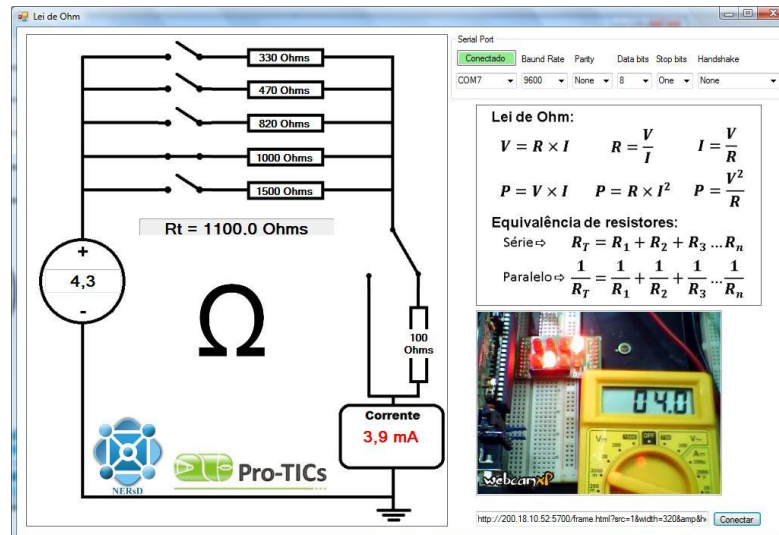 Lei de Ohm
330 Ohms
470 Ohms
820 Ohms
1000 Ohms
1500 Ohms
Rt = 1100,0 Ohms
+
4,3
-
Ω
100
Ohms
Corrente
3,9 mA
NERsD
Pro-TICs
Serial Port
Conectado
Baund Rate Parity Data bits Stop bits Handshake
COM7 9600 None 8 One None
Lei de Ohm:
V = R × I R = V/I I = V/R
P = V × I P = R × I² P = V²/R
Equivalência de resistores:
Série⇨ R_T = R_1 + R_2 + R_3 ... R_n
Paralelo⇨ 1/R_T = 1/R_1 + 1/R_2 + 1/R_3 ... 1/R_n
04.0
OFF
webcamXP
http://200.18.10.52:5700/frame.html?src=1&width=320&amp&h
Conectar